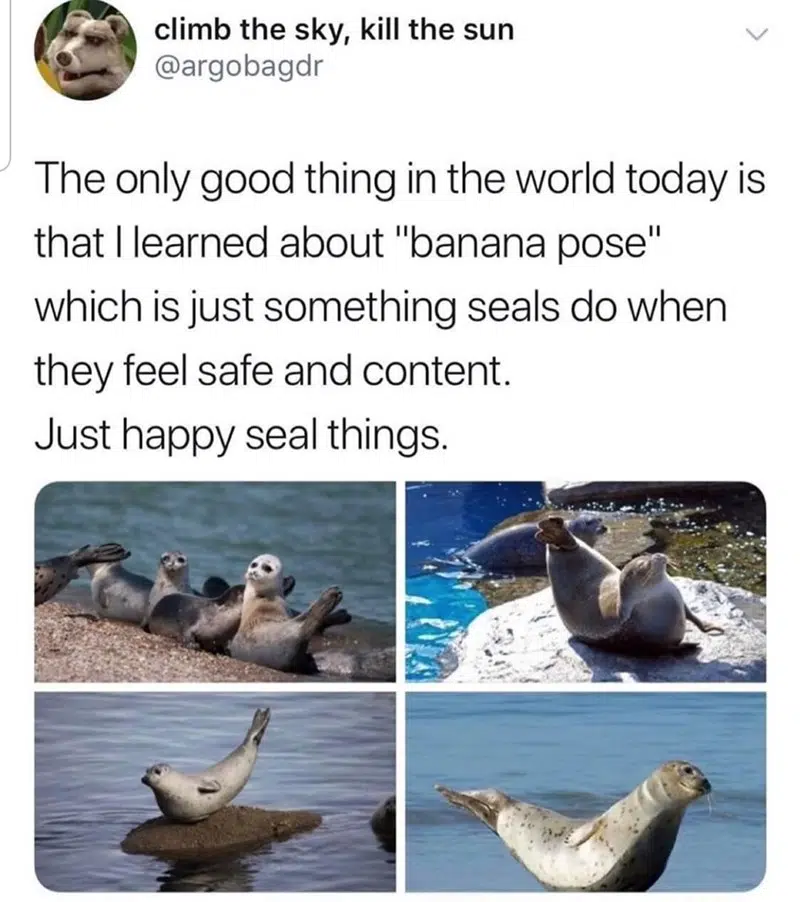 climb the sky, kill the sun
@argobagdr
The only good thing in the world today is
that I learned about "banana pose"
which is just something seals do when
they feel safe and content.
Just happy seal things.